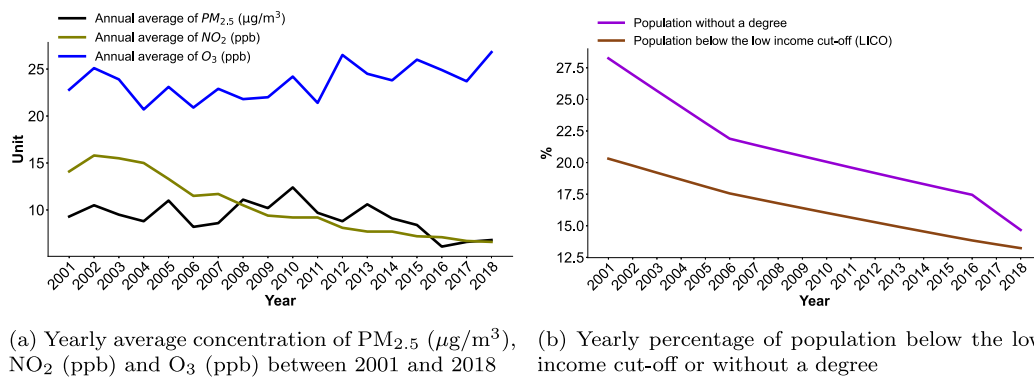 Annual average of PM2.5 (μg/m³)
Annual average of NO2 (ppb)
Annual average of O3 (ppb)
Unit
25
20
15
10
2001 2002 2003 2004 2005 2006 2007 2008 2009 2010 2011 2012 2013 2014 2015 2016 2017 2018
Year
(a) Yearly average concentration of PM2.5 (μg/m³),
NO2 (ppb) and O3 (ppb) between 2001 and 2018
Population without a degree
Population below the low income cut-off (LICO)
%
27.5
25.0
22.5
20.0
17.5
15.0
12.5
2001 2002 2003 2004 2005 2006 2007 2008 2009 2010 2011 2012 2013 2014 2015 2016 2017 2018
Year
(b) Yearly percentage of population below the low
income cut-off or without a degree